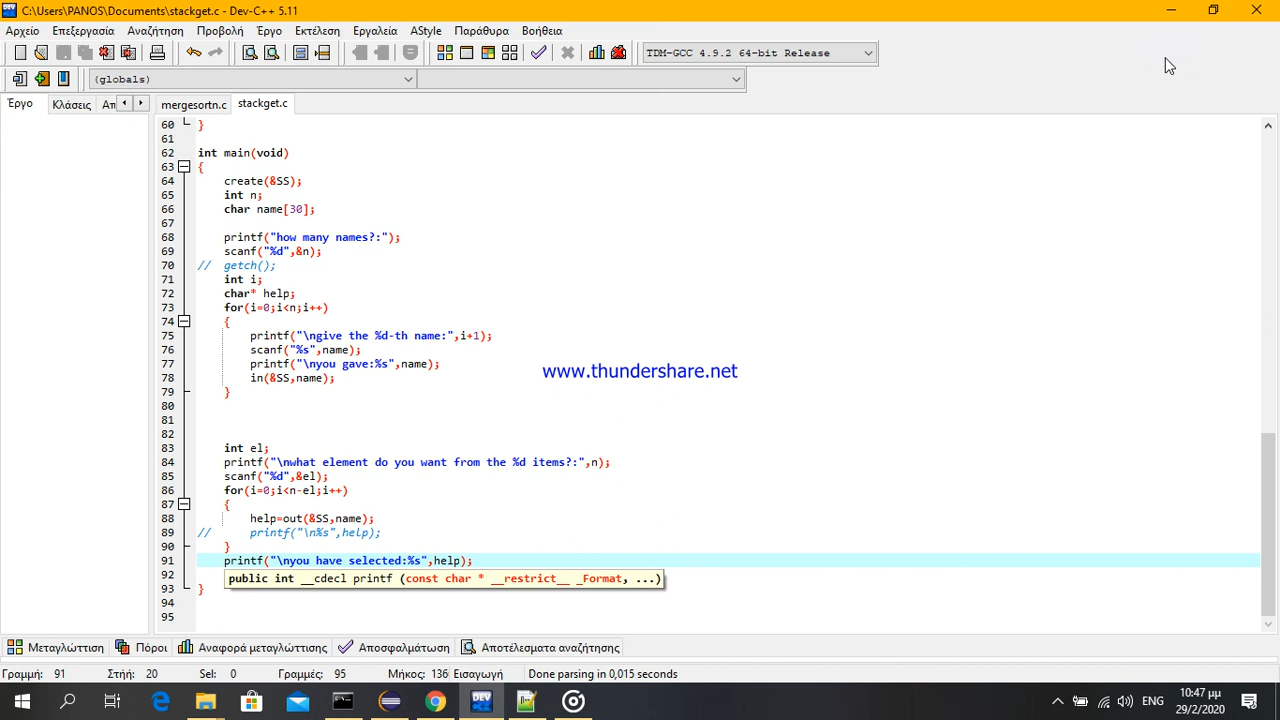 C:\Users\PANOS\Documents\stackget.c - Dev-C++ 5.11
Αρχείο Επεξεργασία Αναζήτηση Προβολή Έργο Εκτέλεση Εργαλεία AStyle Παράθυρα Βοήθεια
TDM-GCC 4.9.2 64-bit Release
(globals)
Έργο Κλάσεις Απ mergesortn.c stackget.c
60 }
61
62 int main(void)
63 {
64 create(&SS);
65 int n;
66 char name[30];
67
68 printf("how many names?:");
69 scanf("%d",&n);
70 // getch();
71 int i;
72 char* help;
73 for(i=0;i<n;i++)
74 {
75 printf("\ngive the %d-th name:",i+1);
76 scanf("%s",name);
77 printf("\nyou gave:%s",name);
78 in(&SS,name);
79 }
80
81
82
83 int el;
84 printf("\nwhat element do you want from the %d items?:",n);
85 scanf("%d",&el);
86 for(i=0;i<n-el;i++)
87 {
88 help=out(&SS,name);
89 // printf("\n%s",help);
90 }
91 printf("\nyou have selected:%s",help);
92 public int __cdecl printf (const char * __restrict__ _Format, ...)
93 }
94
95
www.thundershare.net
Μεταγλώττιση Πόροι Αναφορά μεταγλώττισης Αποσφαλμάτωση Αποτελέσματα αναζήτησης
Γραμμή: 91 Στήή: 20 Sel: 0 Γραμμές: 95 Μήκος: 136 Εισαγωγή Done parsing in 0,015 seconds
DEV ΕΝG 10:47 μμ
29/2/2020